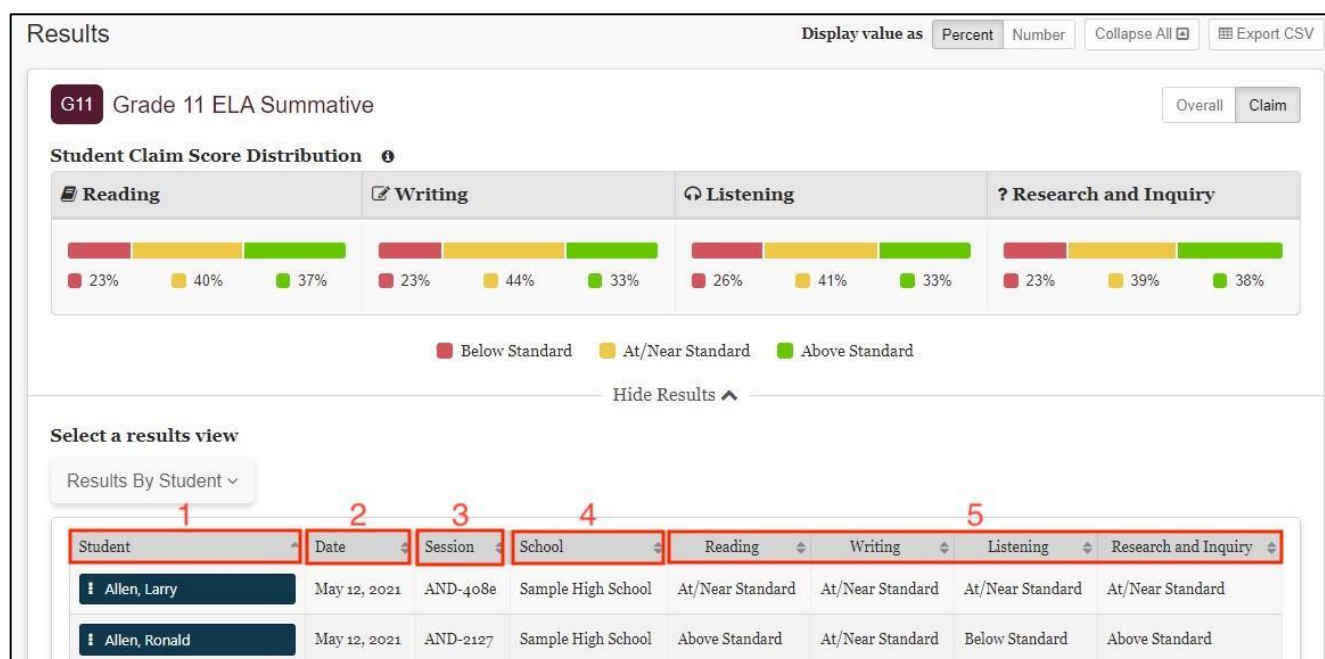 Results Display value as Percent Number Collapse All Export CSV
G11 Grade 11 ELA Summative Overall Claim
Student Claim Score Distribution
Reading Writing Listening ? Research and Inquiry
23% 40% 37% 23% 44% 33% 26% 41% 33% 23% 39% 38%
Below Standard At/Near Standard Above Standard
Hide Results
Select a results view
Results By Student
1 2 3 4 5
Student Date Session School Reading Writing Listening Research and Inquiry
Allen, Larry May 12, 2021 AND-408e Sample High School At/Near Standard At/Near Standard At/Near Standard At/Near Standard
Allen, Ronald May 12, 2021 AND-2127 Sample High School Above Standard At/Near Standard Below Standard Above Standard